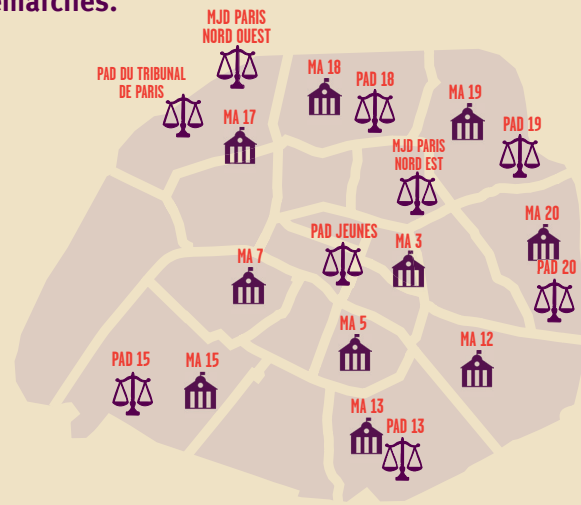 émarches.
MJD PARIS
NORD OUEST
PAD DU TRIBUNAL
DE PARIS
MA 18
PAD 18
MA 19
MA 17
PAD 19
MJD PARIS
NORD EST
MA 20
PAD JEUNES
MA 3
MA 7
PAD 20
MA 5
MA 12
PAD 15
MA 15
MA 13
PAD 13